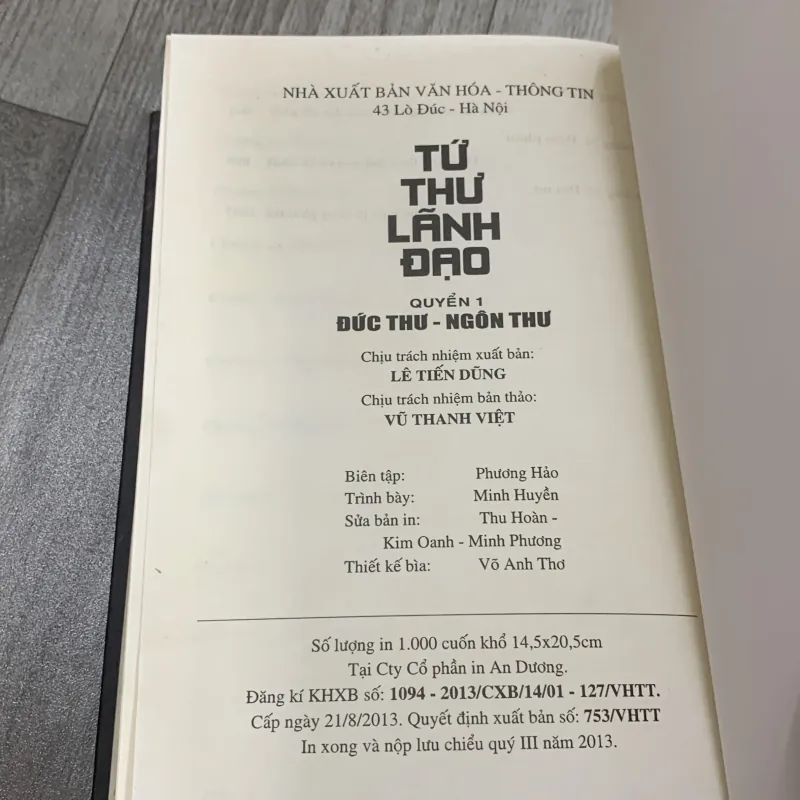 NHÀ XUẤT BẢN VĂN HÓA - THÔNG TIN
43 Lò Đúc - Hà Nội
TỨ
THƯ
LÃNH
ĐẠO
QUYỂN 1
ĐỨC THƯ - NGÔN THƯ
Chịu trách nhiệm xuất bản:
LÊ TIẾN DŨNG
Chịu trách nhiệm bản thảo:
VŨ THANH VIỆT
Biên tập: Phương Hảo
Trình bày: Minh Huyền
Sửa bản in: Thu Hoàn -
Kim Oanh - Minh Phương
Thiết kế bìa: Võ Anh Thơ
Số lượng in 1.000 cuốn khổ 14,5x20,5cm
Tại Cty Cổ phần in An Dương.
Đăng kí KHXB số: 1094 - 2013/CXB/14/01 - 127/VHTT.
Cấp ngày 21/8/2013. Quyết định xuất bản số: 753/VHTT
In xong và nộp lưu chiểu quý III năm 2013.